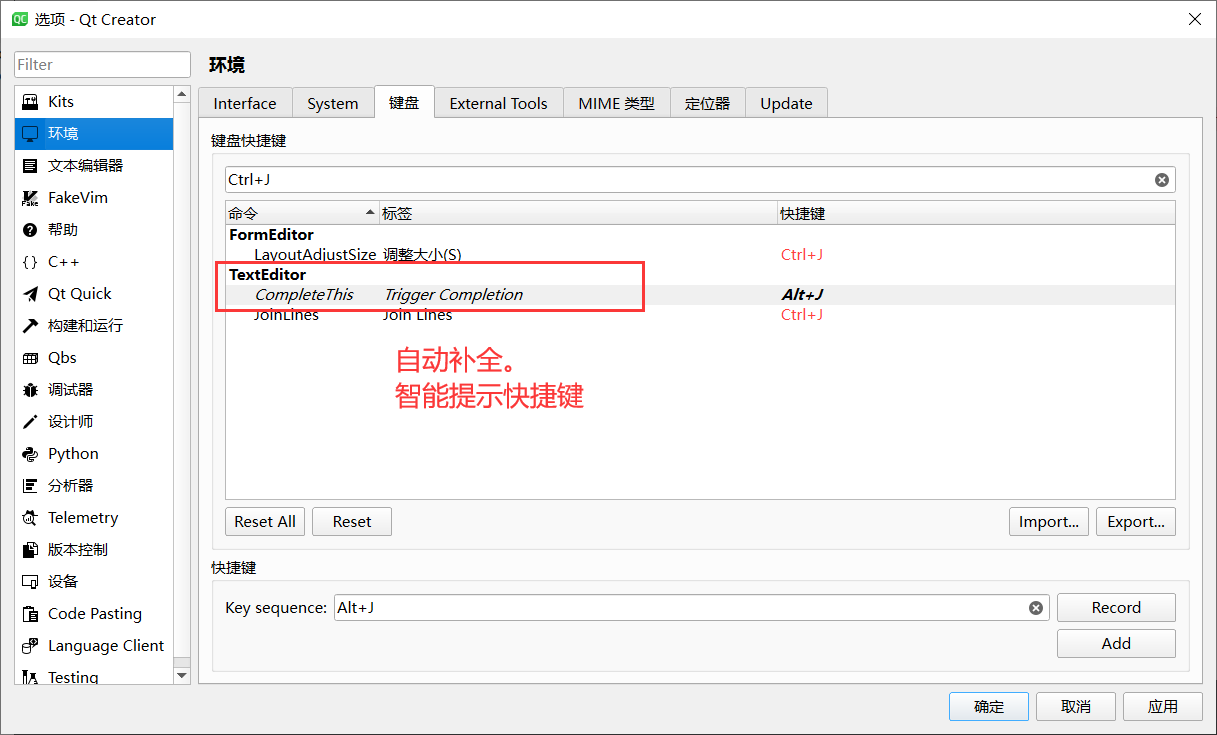 选项 - Qt Creator
Filter
Kits
环境
文本编辑器
FakeVim
帮助
C++
Qt Quick
构建和运行
Qbs
调试器
设计师
Python
分析器
Telemetry
版本控制
设备
Code Pasting
Language Client
Testing
环境
Interface System 键盘 External Tools MIME 类型 定位器 Update
键盘快捷键
Ctrl+J
命令 标签 快捷键
FormEditor
LayoutAdjustSize 调整大小(S) Ctrl+J
TextEditor
CompleteThis Trigger Completion Alt+J
JoinLines Join Lines Ctrl+J
自动补全。
智能提示快捷键
Reset All Reset Import... Export...
快捷键
Key sequence: Alt+J Record
Add
确定 取消 应用